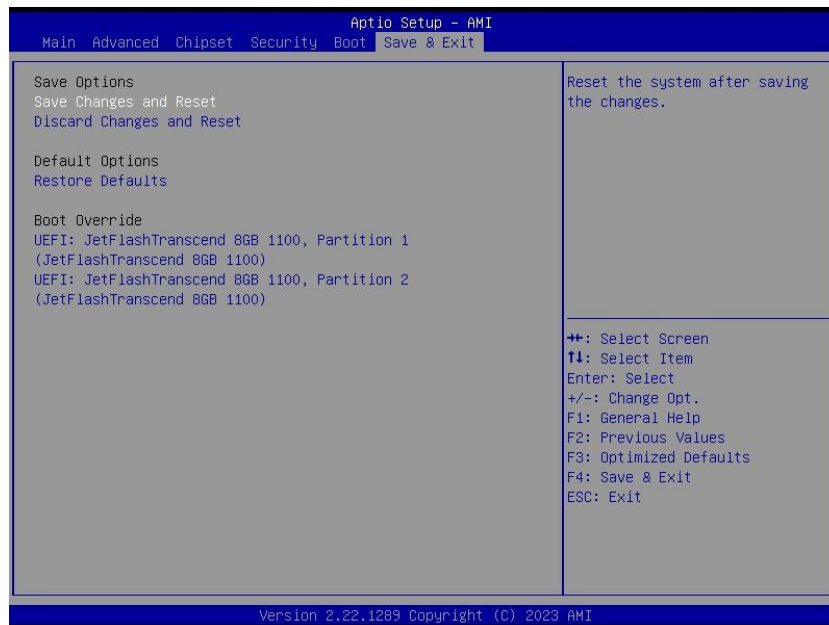 Aptio Setup – AMI
Main Advanced Chipset Security Boot Save & Exit
Save Options
Save Changes and Reset
Discard Changes and Reset
Default Options
Restore Defaults
Boot Override
UEFI: JetFlashTranscend 8GB 1100, Partition 1
(JetFlashTranscend 8GB 1100)
UEFI: JetFlashTranscend 8GB 1100, Partition 2
(JetFlashTranscend 8GB 1100)
Reset the system after saving
the changes.
→←: Select Screen
↑↓: Select Item
Enter: Select
+/-: Change Opt.
F1: General Help
F2: Previous Values
F3: Optimized Defaults
F4: Save & Exit
ESC: Exit
Version 2.22.1289 Copyright (C) 2023 AMI